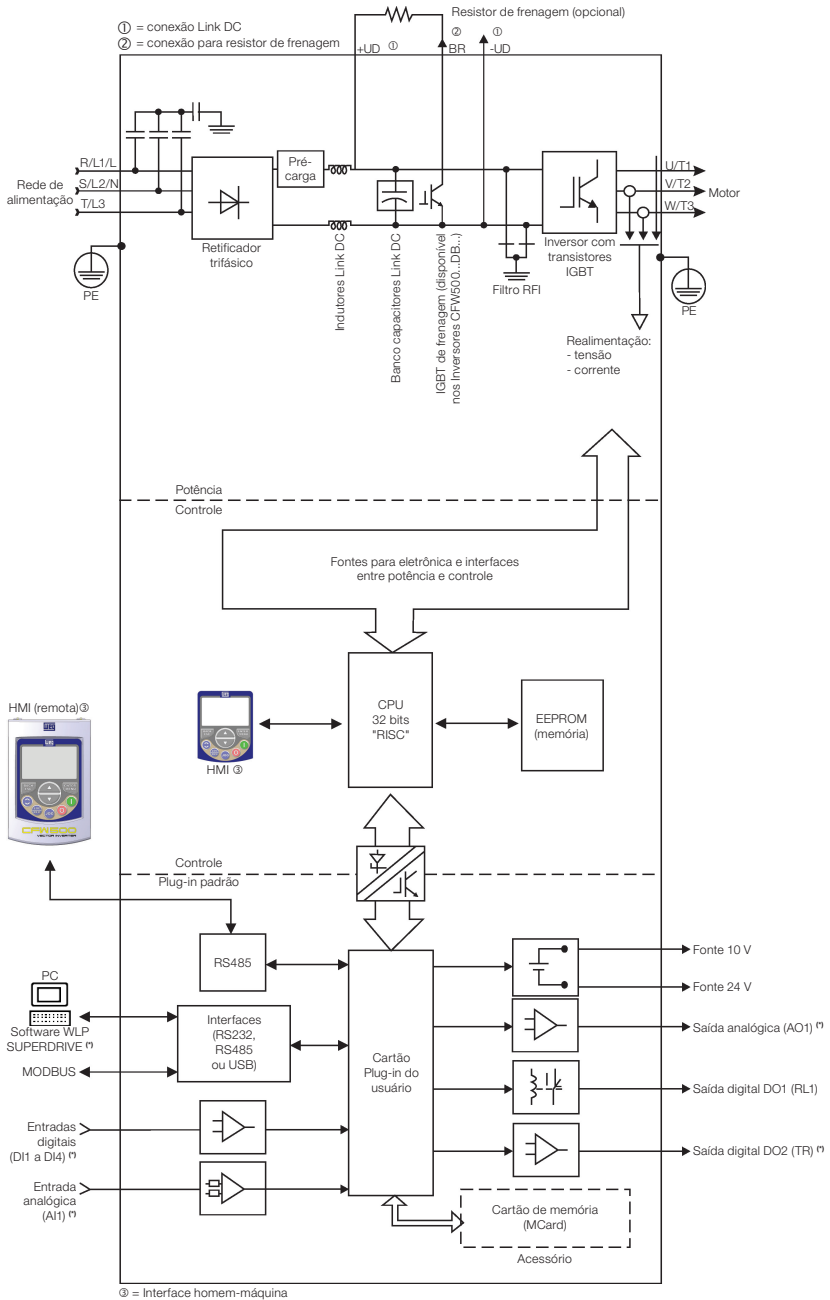 Resistor de frenagem (opcional)
① = conexão Link DC
② = conexão para resistor de frenagem
+UD ①
②
BR
①
-UD
Rede de
alimentação
R/L1/L
S/L2/N
T/L3
Pré-
carga
U/T1
V/T2
W/T3
Motor
PE
Retificador
trifásico
Indutores Link DC
Banco capacitores Link DC
IGBT de frenagem (disponível
nos Inversores CFW500...DB...)
Filtro RFI
Inversor com
transistores
IGBT
PE
Realimentação:
- tensão
- corrente
Potência
Controle
Fontes para eletrônica e interfaces
entre potência e controle
HMI (remota)③
CPU
32 bits
"RISC"
EEPROM
(memória)
HMI ③
CFW500
VECTOR INVERTER
Controle
Plug-in padrão
RS485
PC
Software WLP
SUPERDRIVE (*)
MODBUS
Interfaces
(RS232,
RS485
ou USB)
Entradas
digitais
(DI1 a DI4) (*)
Entrada
analógica
(AI1) (*)
Cartão
Plug-in do
usuário
Fonte 10 V
Fonte 24 V
Saída analógica (AO1) (*)
Saída digital DO1 (RL1)
Saída digital DO2 (TR) (*)
Cartão de memória
(MCard)
Acessório
③ = Interface homem-máquina